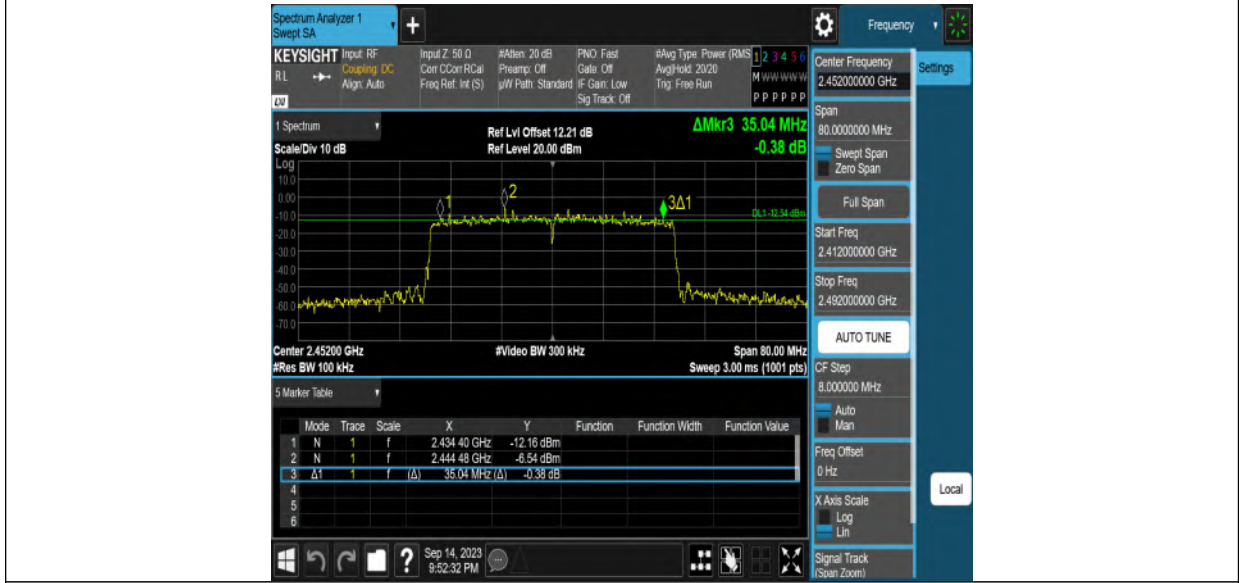 Spectrum Analyzer 1
Swept SA
+
Frequency
KEYSIGHT
RL
LXI
Input: RF
Coupling: DC
Align: Auto
Input Z: 50 Ω
Corr CCorr RCal
Freq Ref: Int (S)
#Atten: 20 dB
Preamp: Off
µW Path: Standard
PNO: Fast
Gate: Off
IF Gain: Low
Sig Track: Off
#Avg Type: Power (RMS
Avg|Hold: 20/20
Trig: Free Run
1 2 3 4 5 6
M W W W W W
P P P P P P
1 Spectrum
Scale/Div 10 dB
Ref Lvl Offset 12.21 dB
Ref Level 20.00 dBm
ΔMkr3 35.04 MHz
-0.38 dB
Log
10.0
0.00
-10.0
-20.0
-30.0
-40.0
-50.0
-60.0
-70.0
1
2
3Δ1
DL1 -12.54 dBm
Center 2.45200 GHz
#Video BW 300 kHz
Span 80.00 MHz
#Res BW 100 kHz
Sweep 3.00 ms (1001 pts)
5 Marker Table
Mode Trace Scale X Y Function Function Width Function Value
1 N 1 f 2.434 40 GHz -12.16 dBm
2 N 1 f 2.444 48 GHz -6.54 dBm
3 Δ1 1 f (Δ) 35.04 MHz (Δ) -0.38 dB
4
5
6
?
Sep 14, 2023
9:52:32 PM
Center Frequency
2.452000000 GHz
Settings
Span
80.0000000 MHz
Swept Span
Zero Span
Full Span
Start Freq
2.412000000 GHz
Stop Freq
2.492000000 GHz
AUTO TUNE
CF Step
8.000000 MHz
Auto
Man
Freq Offset
0 Hz
X Axis Scale
Log
Lin
Signal Track
(Span Zoom)
Local